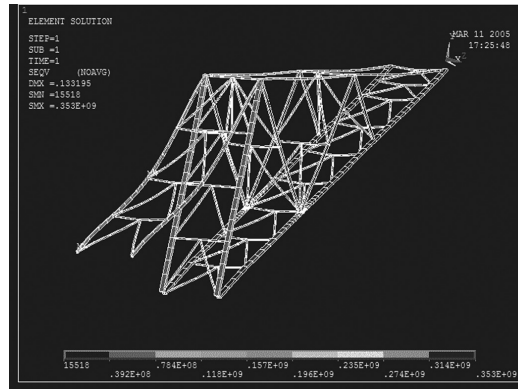 1
ELEMENT SOLUTION
STEP=1
SUB =1
TIME=1
SEQV (NOAVG)
DMX =.133195
SMN =15518
SMX =.353E+09
MAR 11 2005
17:25:48
Y
X
Z
15518
.392E+08
.784E+08
.118E+09
.157E+09
.196E+09
.235E+09
.274E+09
.314E+09
.353E+09